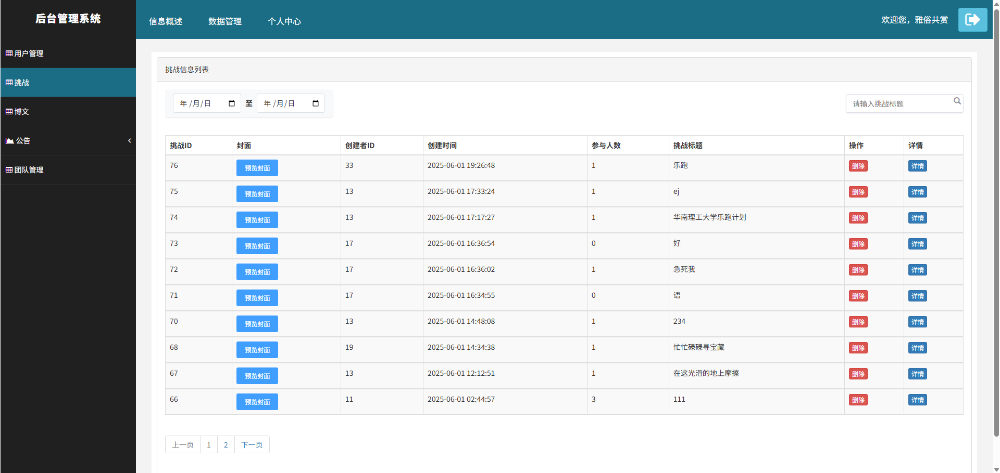 后台管理系统
信息概述 数据管理 个人中心
欢迎您，雅俗共赏
用户管理
挑战
博文
公告
团队管理
挑战信息列表
年 /月/日 至 年 /月/日
请输入挑战标题
挑战ID 封面 创建者ID 创建时间 参与人数 挑战标题 操作 详情
76 预览封面 33 2025-06-01 19:26:48 1 乐跑 删除 详情
75 预览封面 13 2025-06-01 17:33:24 1 ej 删除 详情
74 预览封面 13 2025-06-01 17:17:27 1 华南理工大学乐跑计划 删除 详情
73 预览封面 17 2025-06-01 16:36:54 0 好 删除 详情
72 预览封面 17 2025-06-01 16:36:02 1 急死我 删除 详情
71 预览封面 17 2025-06-01 16:34:55 0 语 删除 详情
70 预览封面 13 2025-06-01 14:48:08 1 234 删除 详情
68 预览封面 19 2025-06-01 14:34:38 1 忙忙碌碌寻宝藏 删除 详情
67 预览封面 13 2025-06-01 12:12:51 1 在这光滑的地上摩擦 删除 详情
66 预览封面 11 2025-06-01 02:44:57 3 111 删除 详情
上一页 1 2 下一页